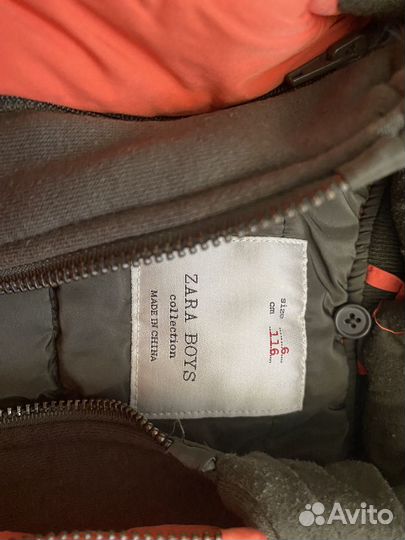 ZARA BOYS
collection
MADE IN CHINA
size ........6......
cm ....116....
Avito